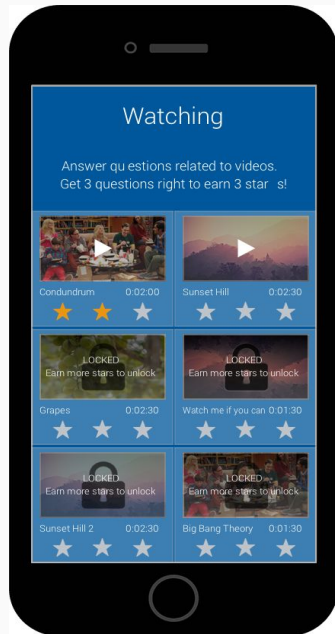 Watching
Answer qu estions related to videos.
Get 3 questions right to earn 3 star s!
Condundrum 0:02:00
Sunset Hill 0:02:30
LOCKED
Earn more stars to unlock
Grapes 0:02:30
LOCKED
Earn more stars to unlock
Watch me if you can 0:01:30
LOCKED
Earn more stars to unlock
Sunset Hill 2 0:02:30
LOCKED
Earn more stars to unlock
Big Bang Theory 0:01:30